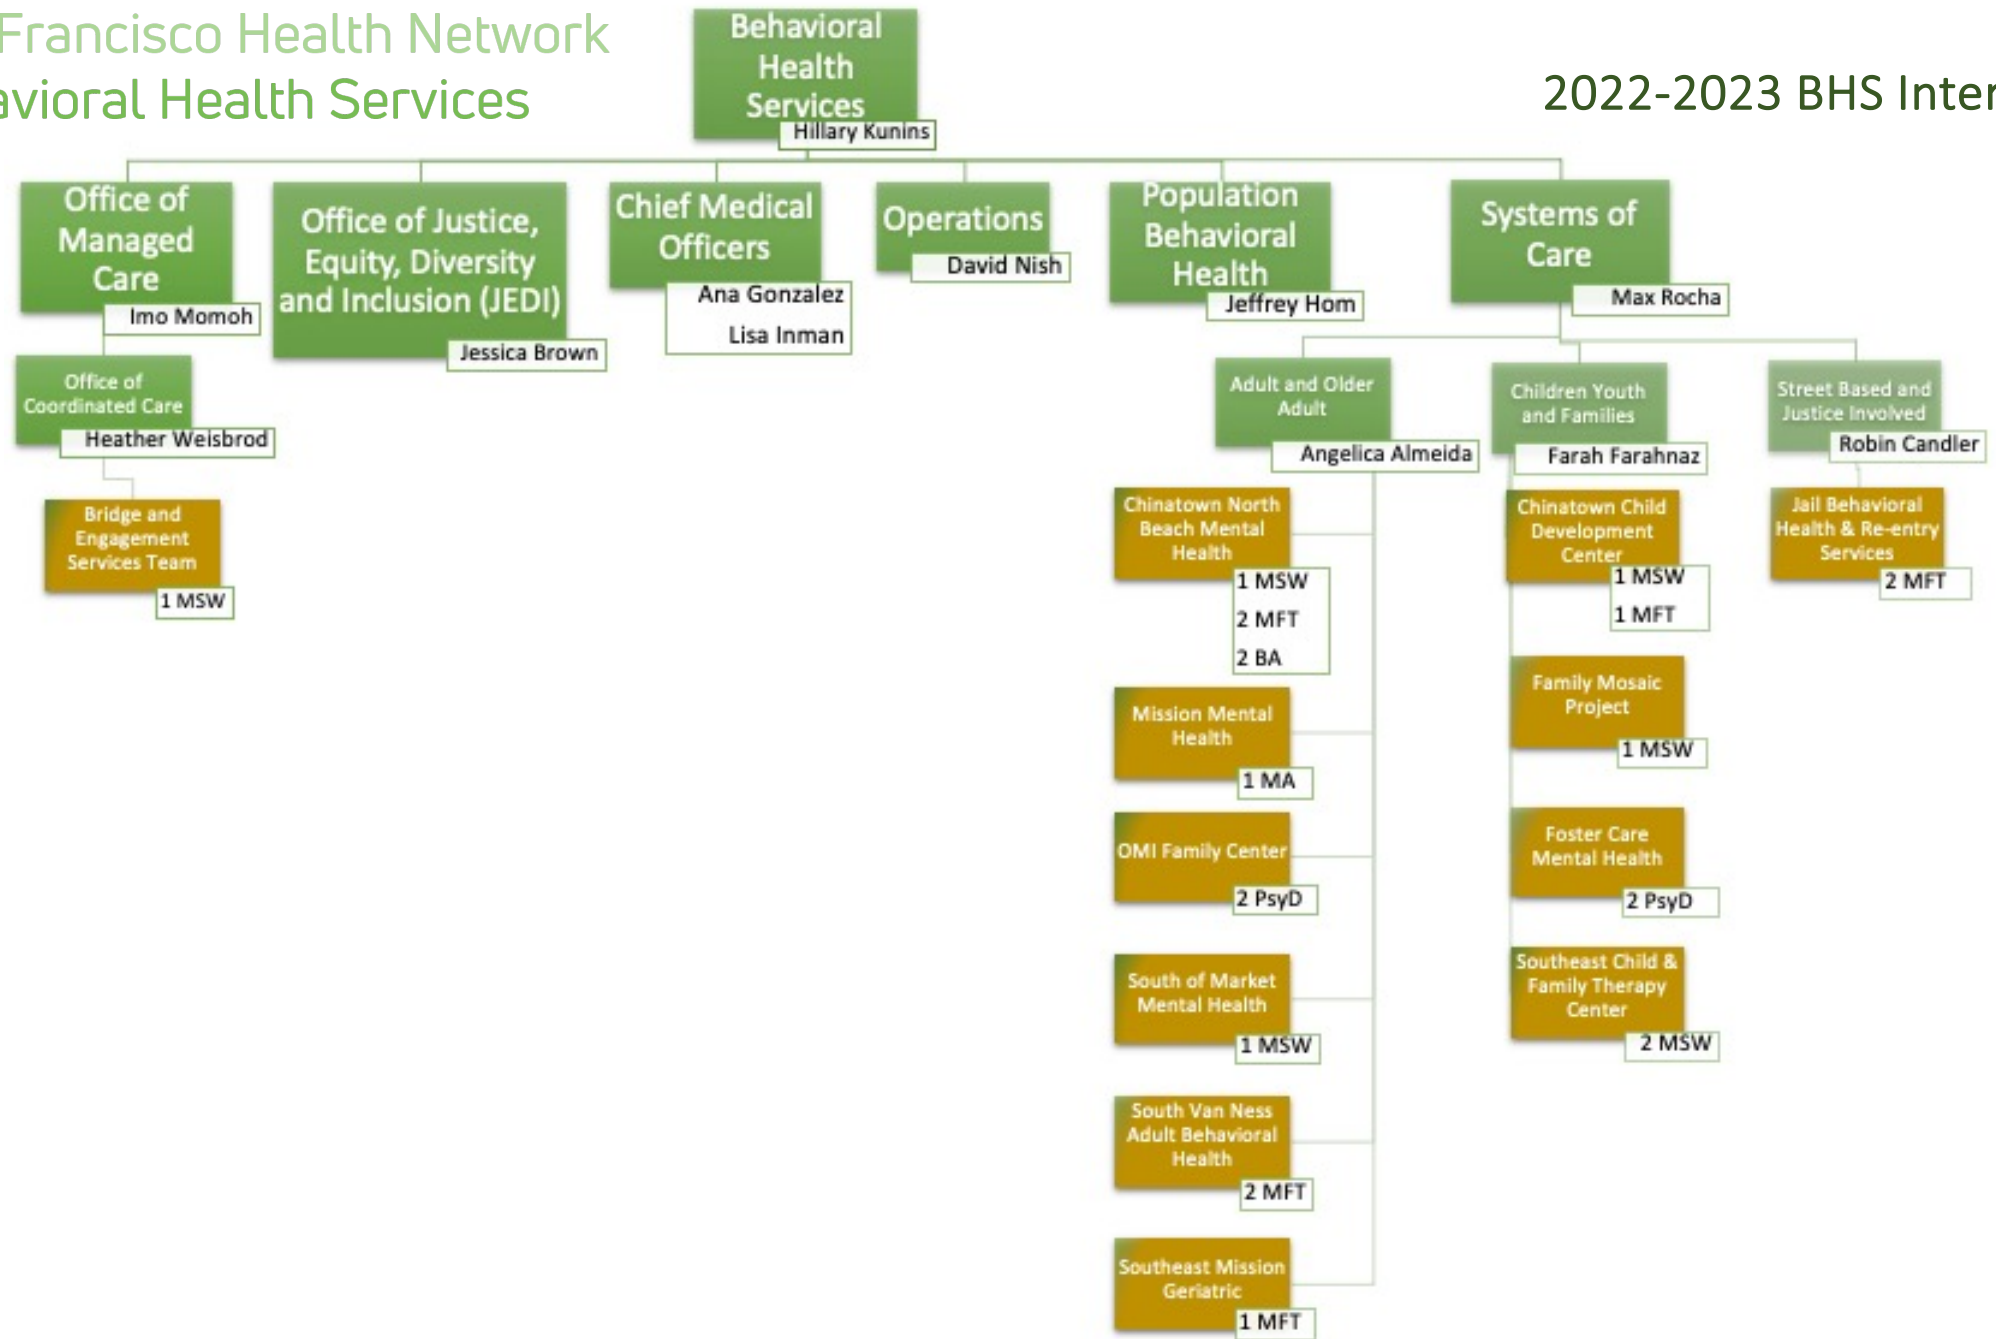 Francisco Health Network
avioral Health Services
2022-2023 BHS Inter
Behavioral
Health
Services
Hillary Kunins
Office of
Managed
Care
Imo Momoh
Office of Justice,
Equity, Diversity
and Inclusion (JEDI)
Jessica Brown
Chief Medical
Officers
Ana Gonzalez
Lisa Inman
Operations
David Nish
Population
Behavioral
Health
Jeffrey Hom
Systems of
Care
Max Rocha
Office of
Coordinated Care
Heather Weisbrod
Bridge and
Engagement
Services Team
1 MSW
Adult and Older
Adult
Angelica Almeida
Chinatown North
Beach Mental
Health
1 MSW
2 MFT
2 BA
Mission Mental
Health
1 MA
OMI Family Center
2 PsyD
South of Market
Mental Health
1 MSW
South Van Ness
Adult Behavioral
Health
2 MFT
Southeast Mission
Geriatric
1 MFT
Children Youth
and Families
Farah Farahnaz
Chinatown Child
Development
Center
1 MSW
1 MFT
Family Mosaic
Project
1 MSW
Foster Care
Mental Health
2 PsyD
Southeast Child &
Family Therapy
Center
2 MSW
Street Based and
Justice Involved
Robin Candler
Jail Behavioral
Health & Re-entry
Services
2 MFT